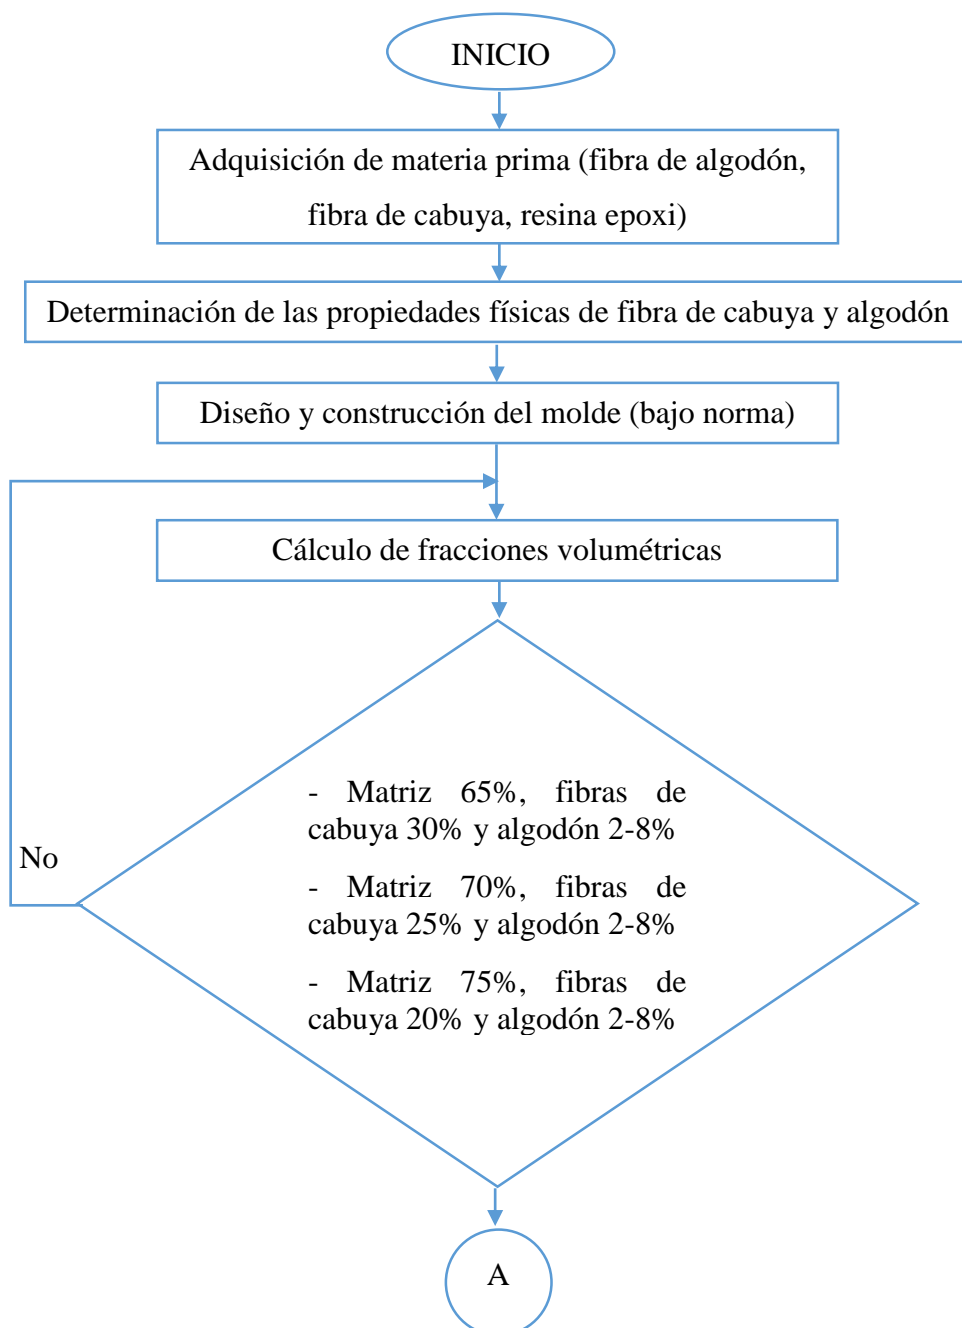 INICIO
Adquisición de materia prima (fibra de algodón,
fibra de cabuya, resina epoxi)
Determinación de las propiedades físicas de fibra de cabuya y algodón
Diseño y construcción del molde (bajo norma)
Cálculo de fracciones volumétricas
- Matriz 65%, fibras de
cabuya 30% y algodón 2-8%
No
- Matriz 70%, fibras de
cabuya 25% y algodón 2-8%
- Matriz 75%, fibras de
cabuya 20% y algodón 2-8%
A